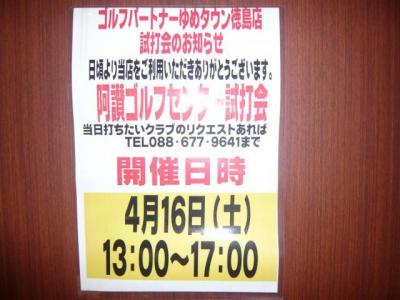 ゴルフパートナーゆめタウン徳島店
試打会のお知らせ
日頃より当店をご利用いただきありがとうございます。
阿讃ゴルフセンター試打会
当日打ちたいクラブのリクエストあれば
TEL088-677-9641まで
開催日時
4月16日(土)
13:00～17:00